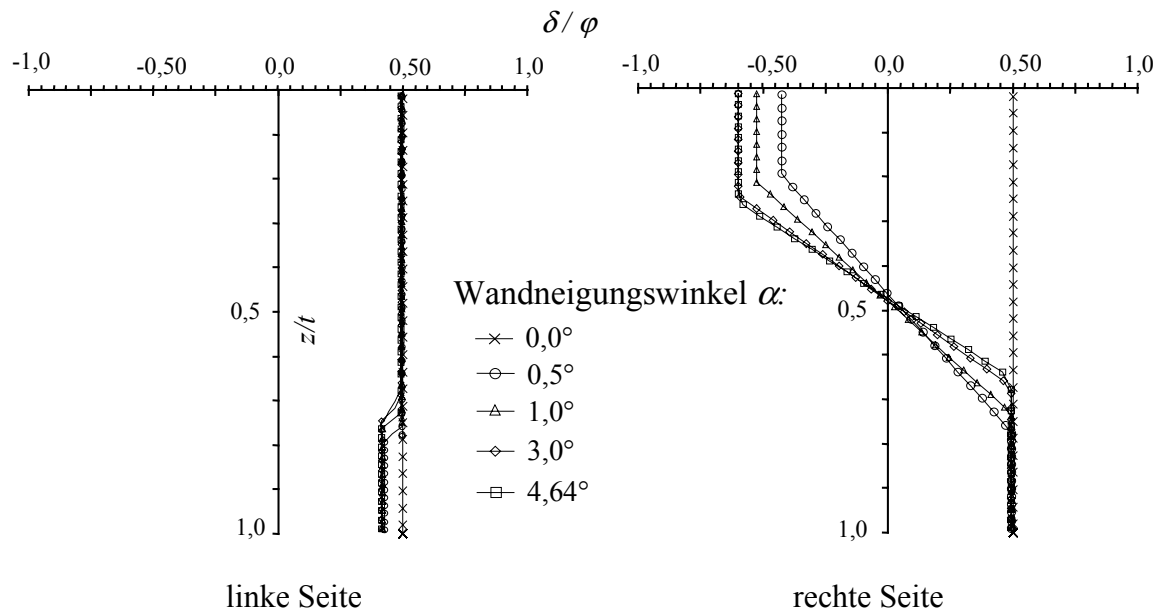 δ / φ
-1,0 -0,50 0,0 0,50 1,0
-1,0 -0,50 0,0 0,50 1,0
0,5
z/t
1,0
0,5
1,0
Wandneigungswinkel α:
0,0°
0,5°
1,0°
3,0°
4,64°
linke Seite
rechte Seite